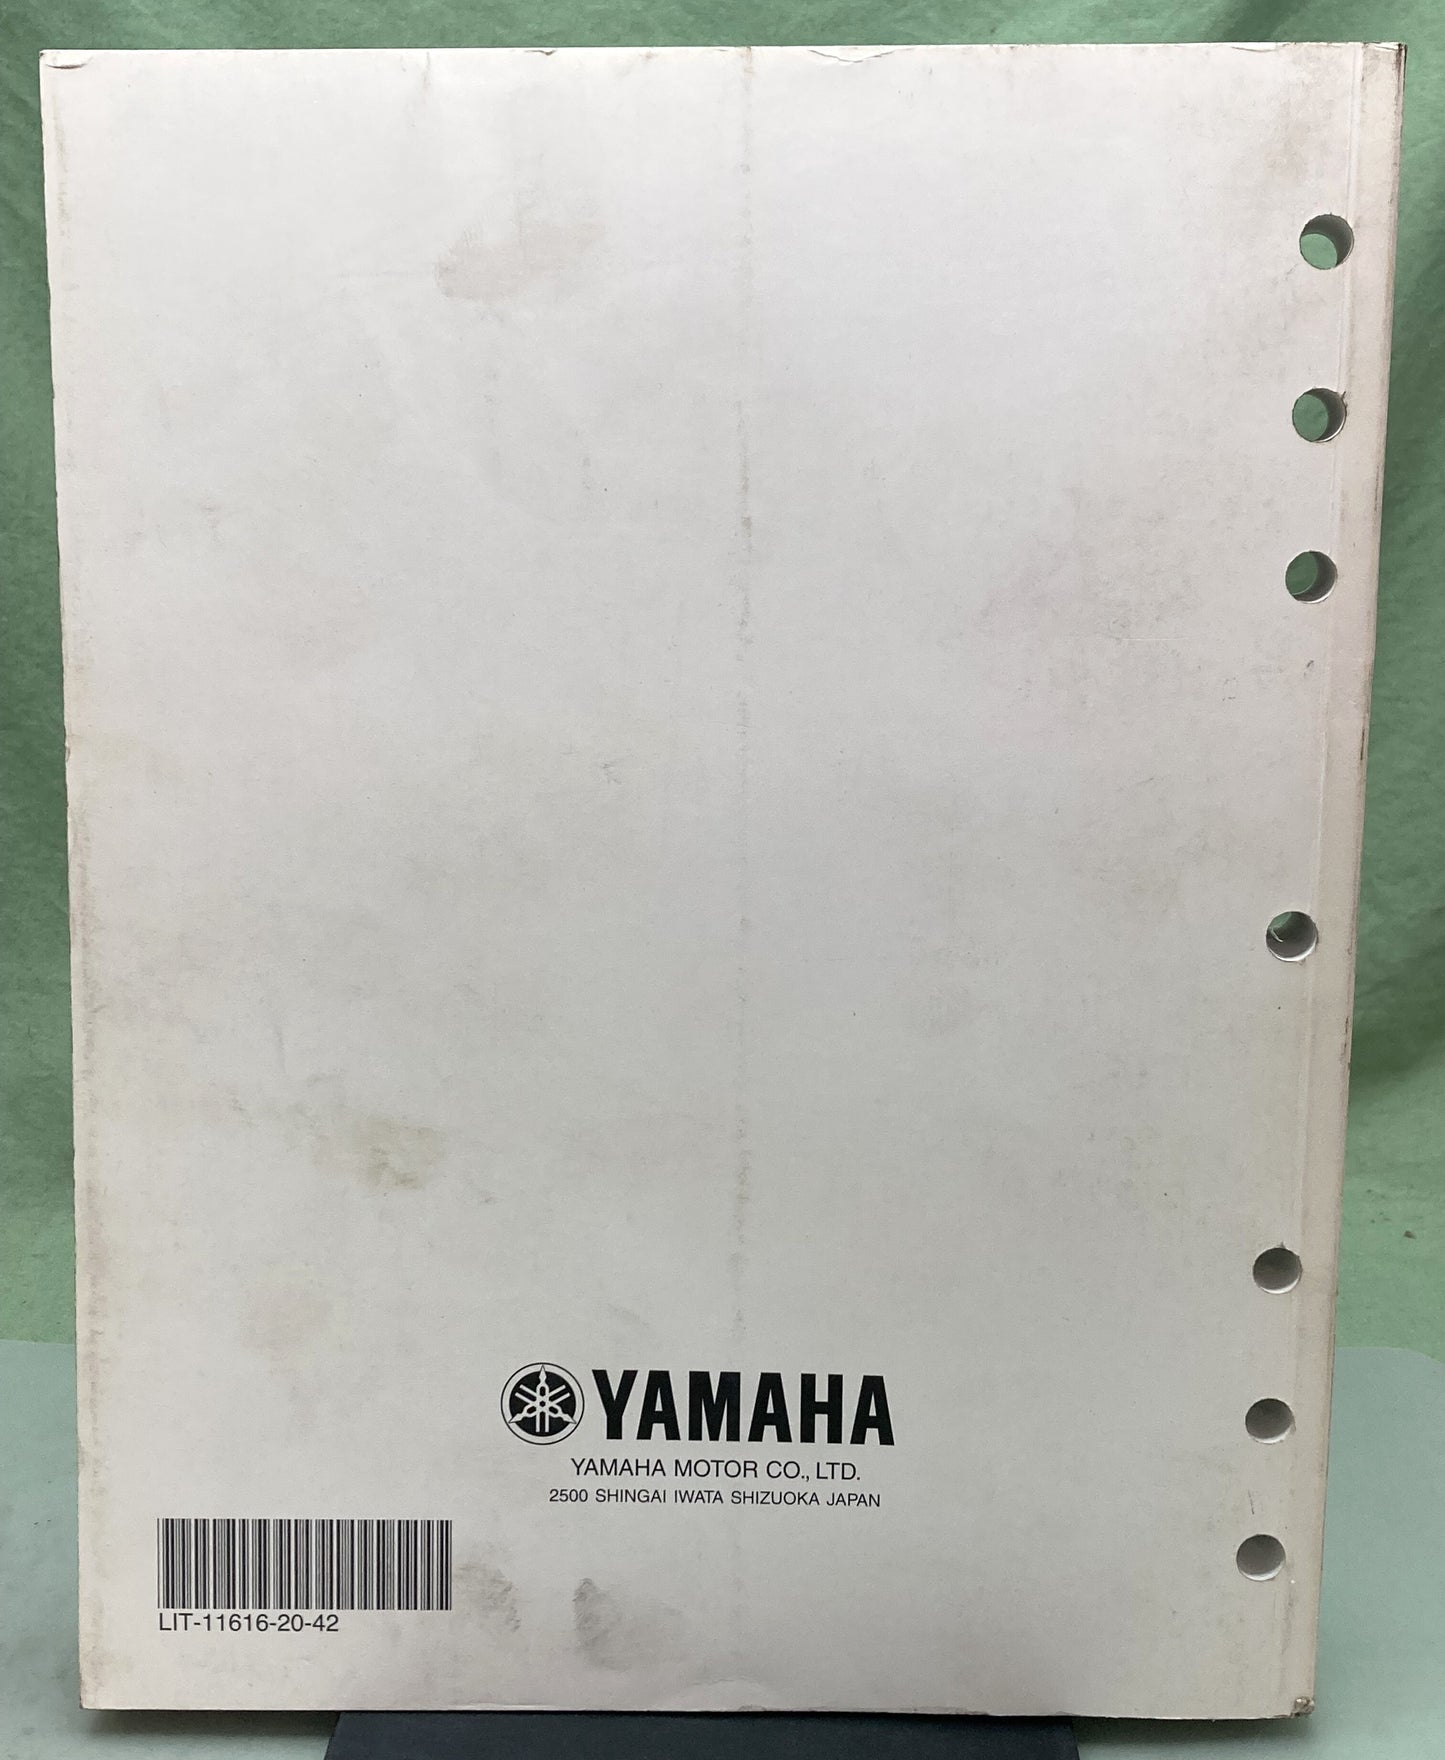 YAMAHA
YAMAHA MOTOR CO., LTD.
2500 SHINGAI IWATA SHIZUOKA JAPAN
LIT-11616-20-42